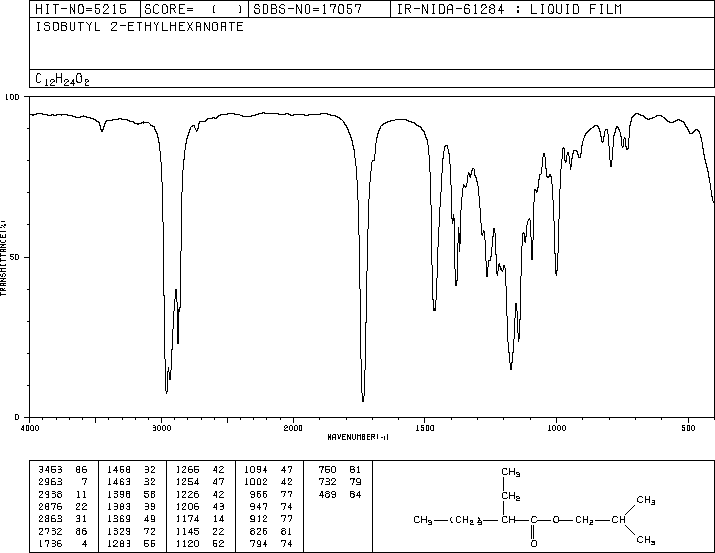 HIT-NO=5215 SCORE= ( ) SDBS-NO=17057 IR-NIDA-61284 : LIQUID FILM
ISOBUTYL 2-ETHYLHEXANOATE
C12H24O2
100
50
0
TRANSMITTANCE(%)
4000 3000 2000 1500 1000 500
WAVENUMBER(-1)
3453 86 1468 32 1266 42 1094 47 760 81
2963 7 1463 32 1254 47 1002 42 732 79
2938 11 1398 58 1226 42 966 77 489 84
2876 22 1383 39 1206 43 947 74
2863 31 1369 49 1174 14 912 77
2732 86 1329 72 1145 22 826 81
1736 4 1283 55 1120 52 794 74
CH3
CH2
CH3
CH3 (CH2)3 CH C O CH2 CH
O
CH3